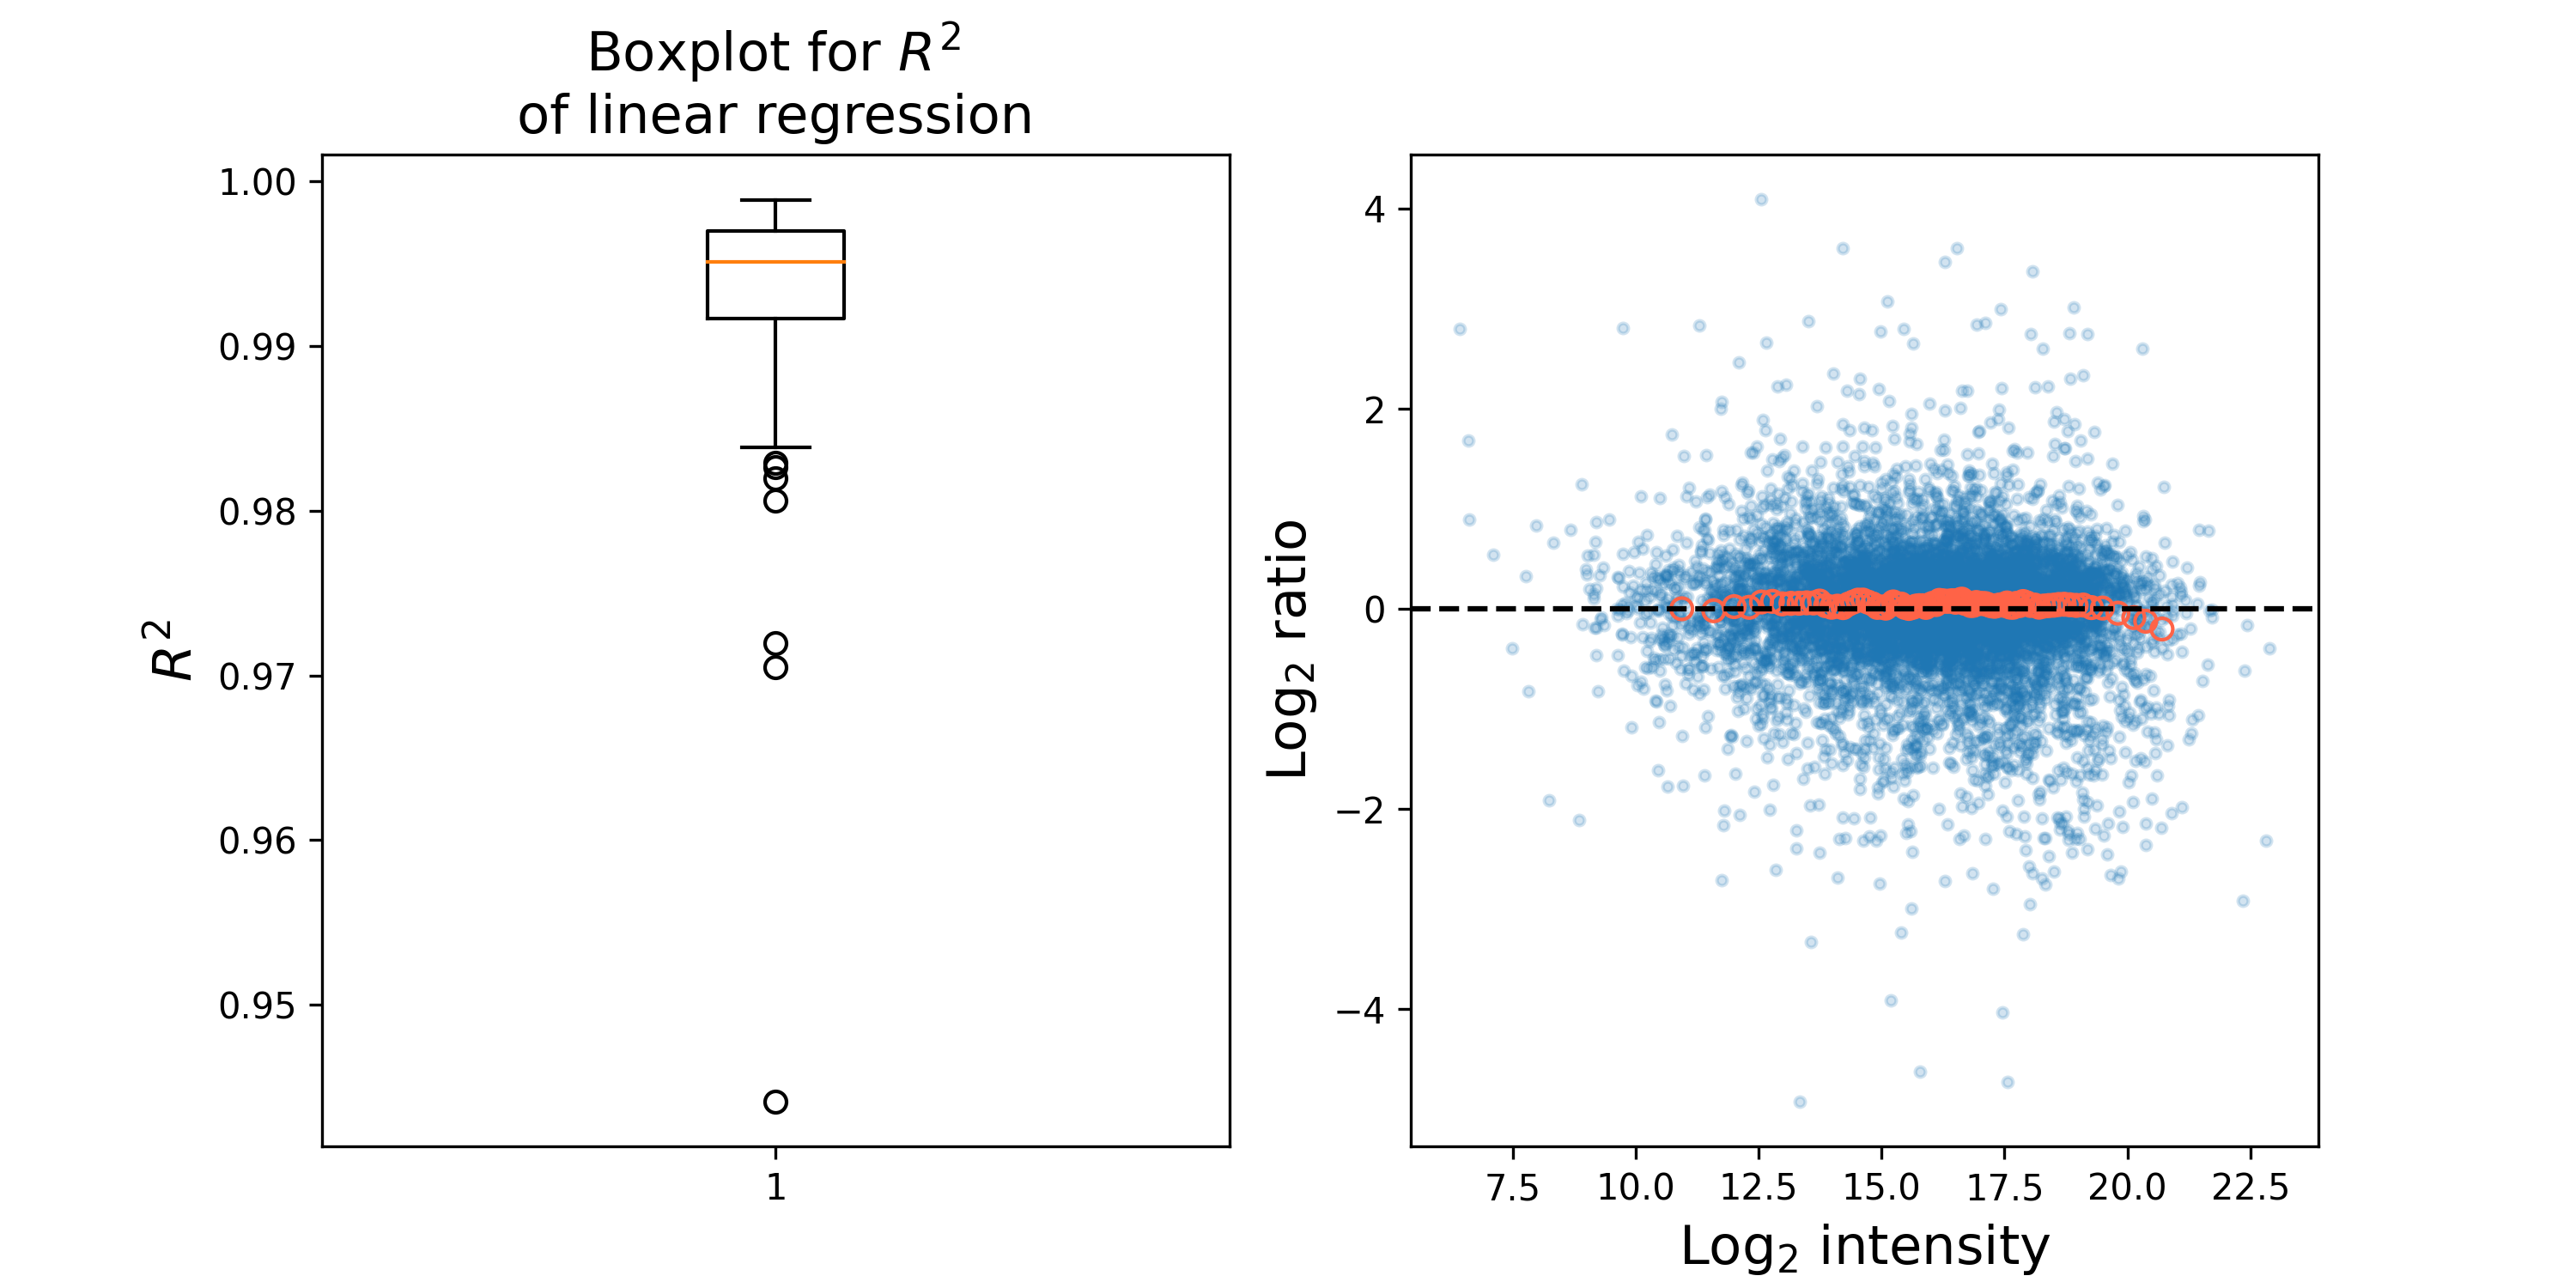 Boxplot for R²
of linear regression
R²
1.00
0.99
0.98
0.97
0.96
0.95
1
Log₂ ratio
4
2
0
−2
−4
7.5 10.0 12.5 15.0 17.5 20.0 22.5
Log₂ intensity